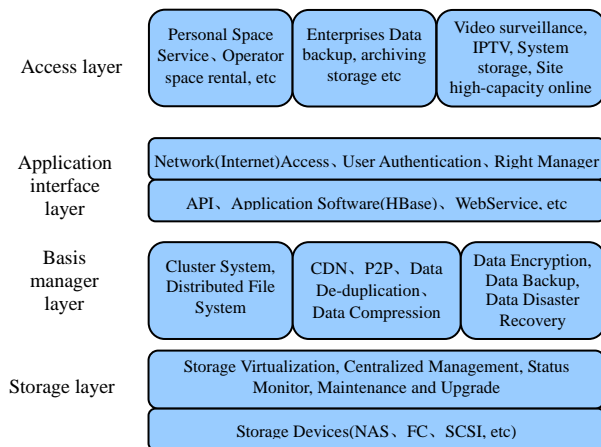 Access layer
Personal Space
Service、Operator
space rental, etc
Enterprises Data
backup, archiving
storage etc
Video surveillance,
IPTV, System
storage, Site
high-capacity online
Application
interface
layer
Network(Internet)Access、User Authentication、Right Manager
API、Application Software(HBase)、WebService, etc
Basis
manager
layer
Cluster System,
Distributed File
System
CDN、P2P、Data
De-duplication、
Data Compression
Data Encryption,
Data Backup,
Data Disaster
Recovery
Storage layer
Storage Virtualization, Centralized Management, Status
Monitor, Maintenance and Upgrade
Storage Devices(NAS、FC、SCSI, etc)